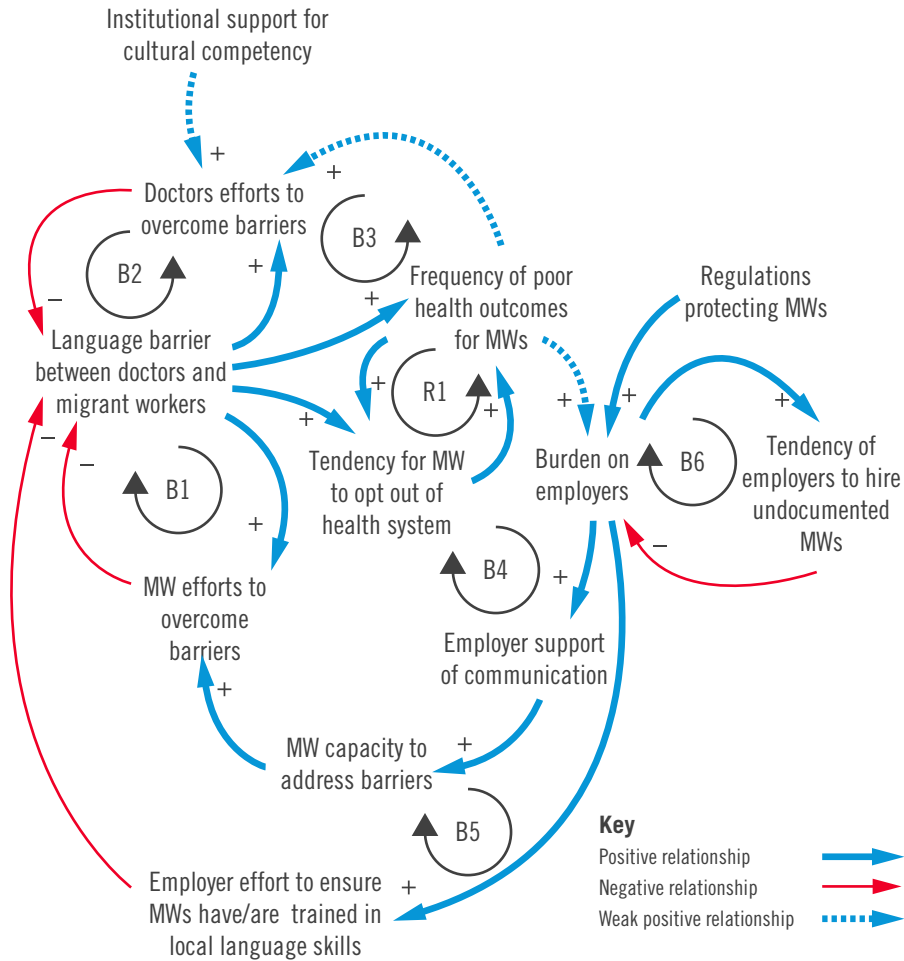 Institutional support for
cultural competency
+
+
Doctors efforts to
overcome barriers
B3
B2
+
Frequency of poor
health outcomes
for MWs
Regulations
protecting MWs
−
+
Language barrier
between doctors and
migrant workers
+
R1
+
+
+
+
+
−
−
Tendency for MW
to opt out of
health system
Burden on
employers
B6
Tendency of
employers to hire
undocumented
MWs
B1
+
−
B4
+
MW efforts to
overcome
barriers
Employer support
of communication
+
MW capacity to
address barriers
+
B5
Employer effort to ensure
MWs have/are trained in
local language skills
+
Key
Positive relationship
Negative relationship
Weak positive relationship